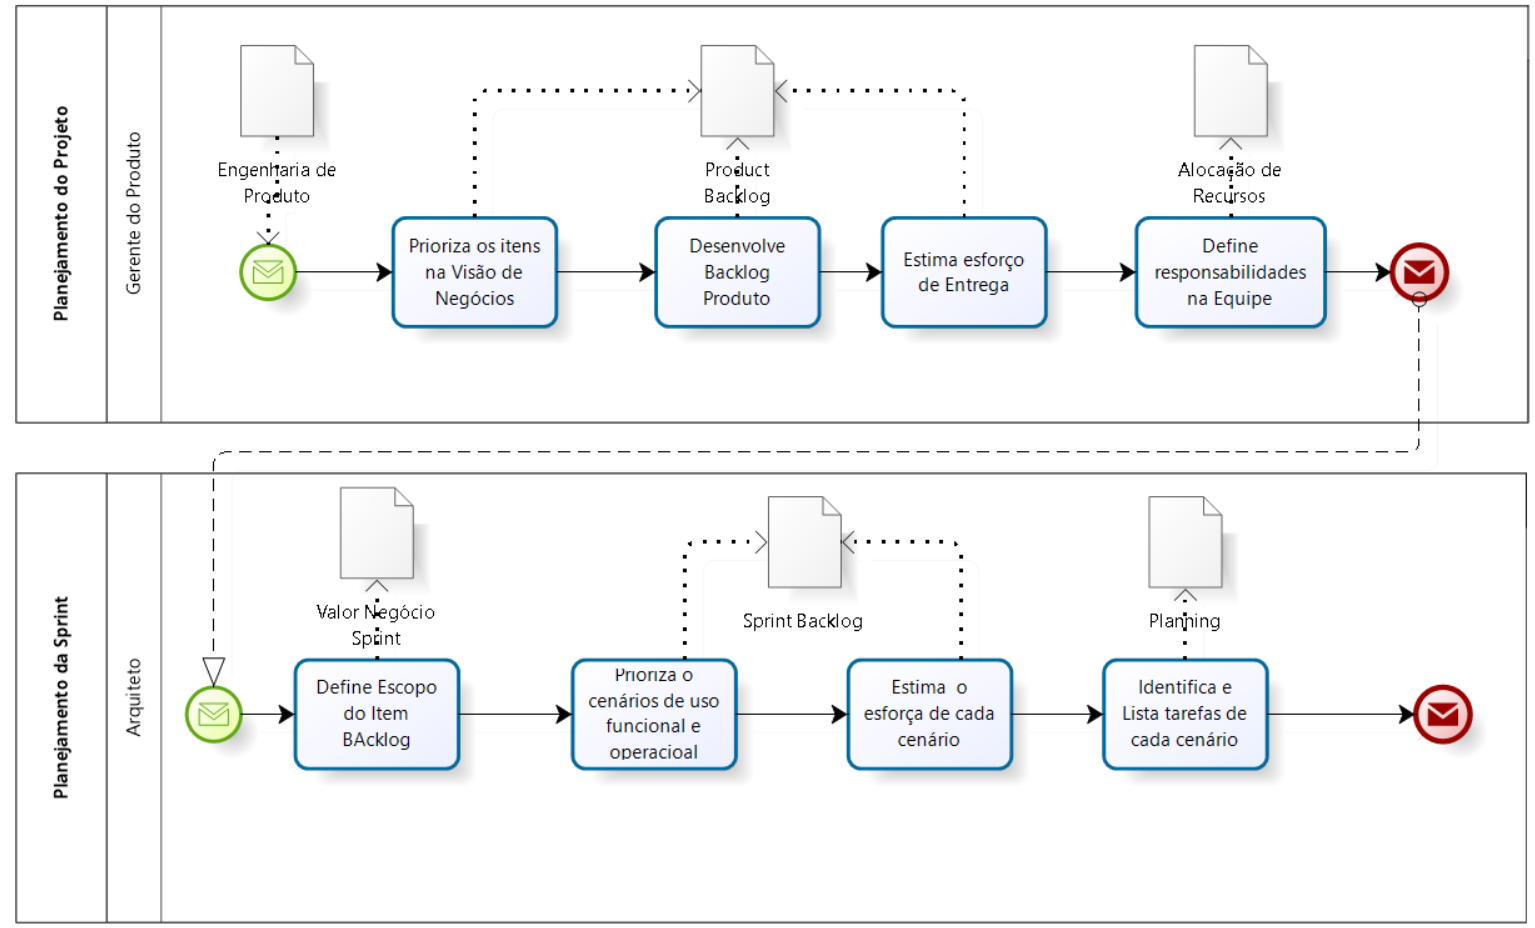 Planejamento do Projeto
Gerente do Produto
Engenharia de
Produto
Product
Backlog
Alocação de
Recursos
Prioriza os itens
na Visão de
Negócios
Desenvolve
Backlog
Produto
Estima esforço
de Entrega
Define
responsabilidades
na Equipe
Planejamento da Sprint
Arquiteto
Valor Negócio
Sprint
Sprint Backlog
Planning
Define Escopo
do Item
BAcklog
Prioriza o
cenários de uso
funcional e
operacioal
Estima  o
esforça de cada
cenário
Identifica e
Lista tarefas de
cada cenário